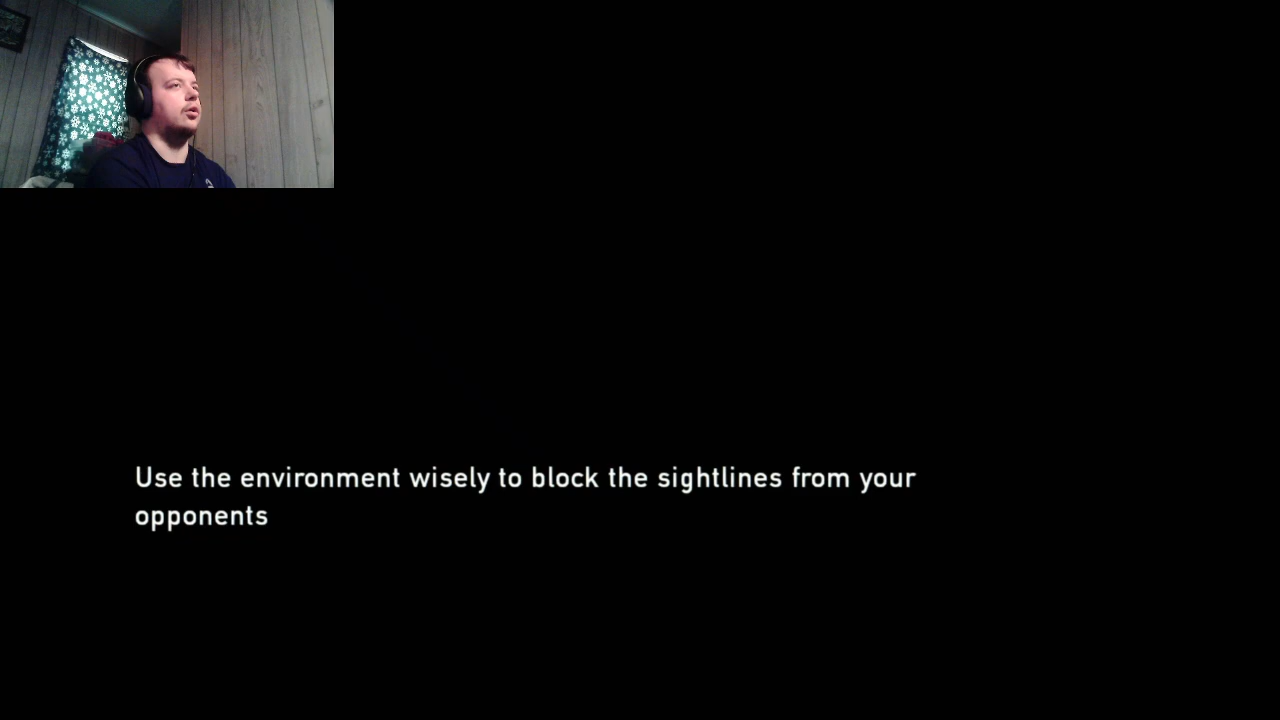 Use the environment wisely to block the sightlines from your
opponents